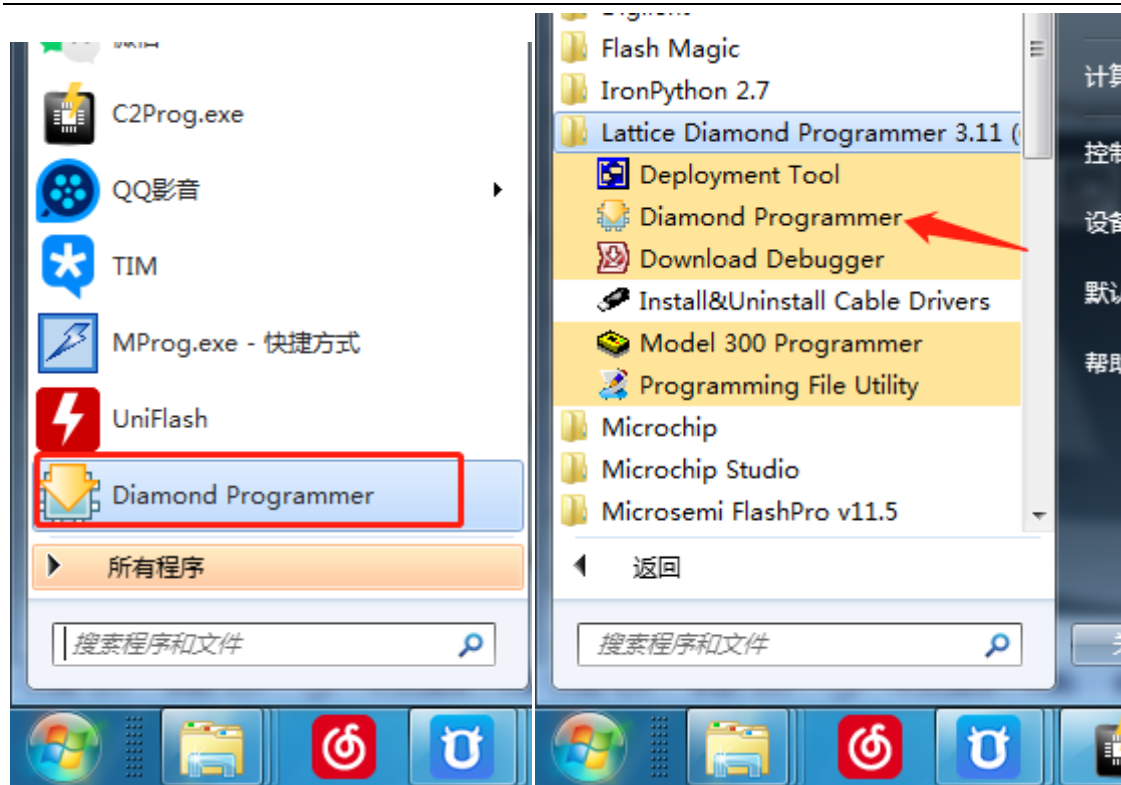 微信
C2Prog.exe
QQ影音
TIM
MProg.exe - 快捷方式
UniFlash
Diamond Programmer
所有程序
搜索程序和文件
Flash Magic
IronPython 2.7
Lattice Diamond Programmer 3.11 (
Deployment Tool
Diamond Programmer
Download Debugger
Install&Uninstall Cable Drivers
Model 300 Programmer
Programming File Utility
Microchip
Microchip Studio
Microsemi FlashPro v11.5
返回
搜索程序和文件
计算
控制
设备
默认
帮助